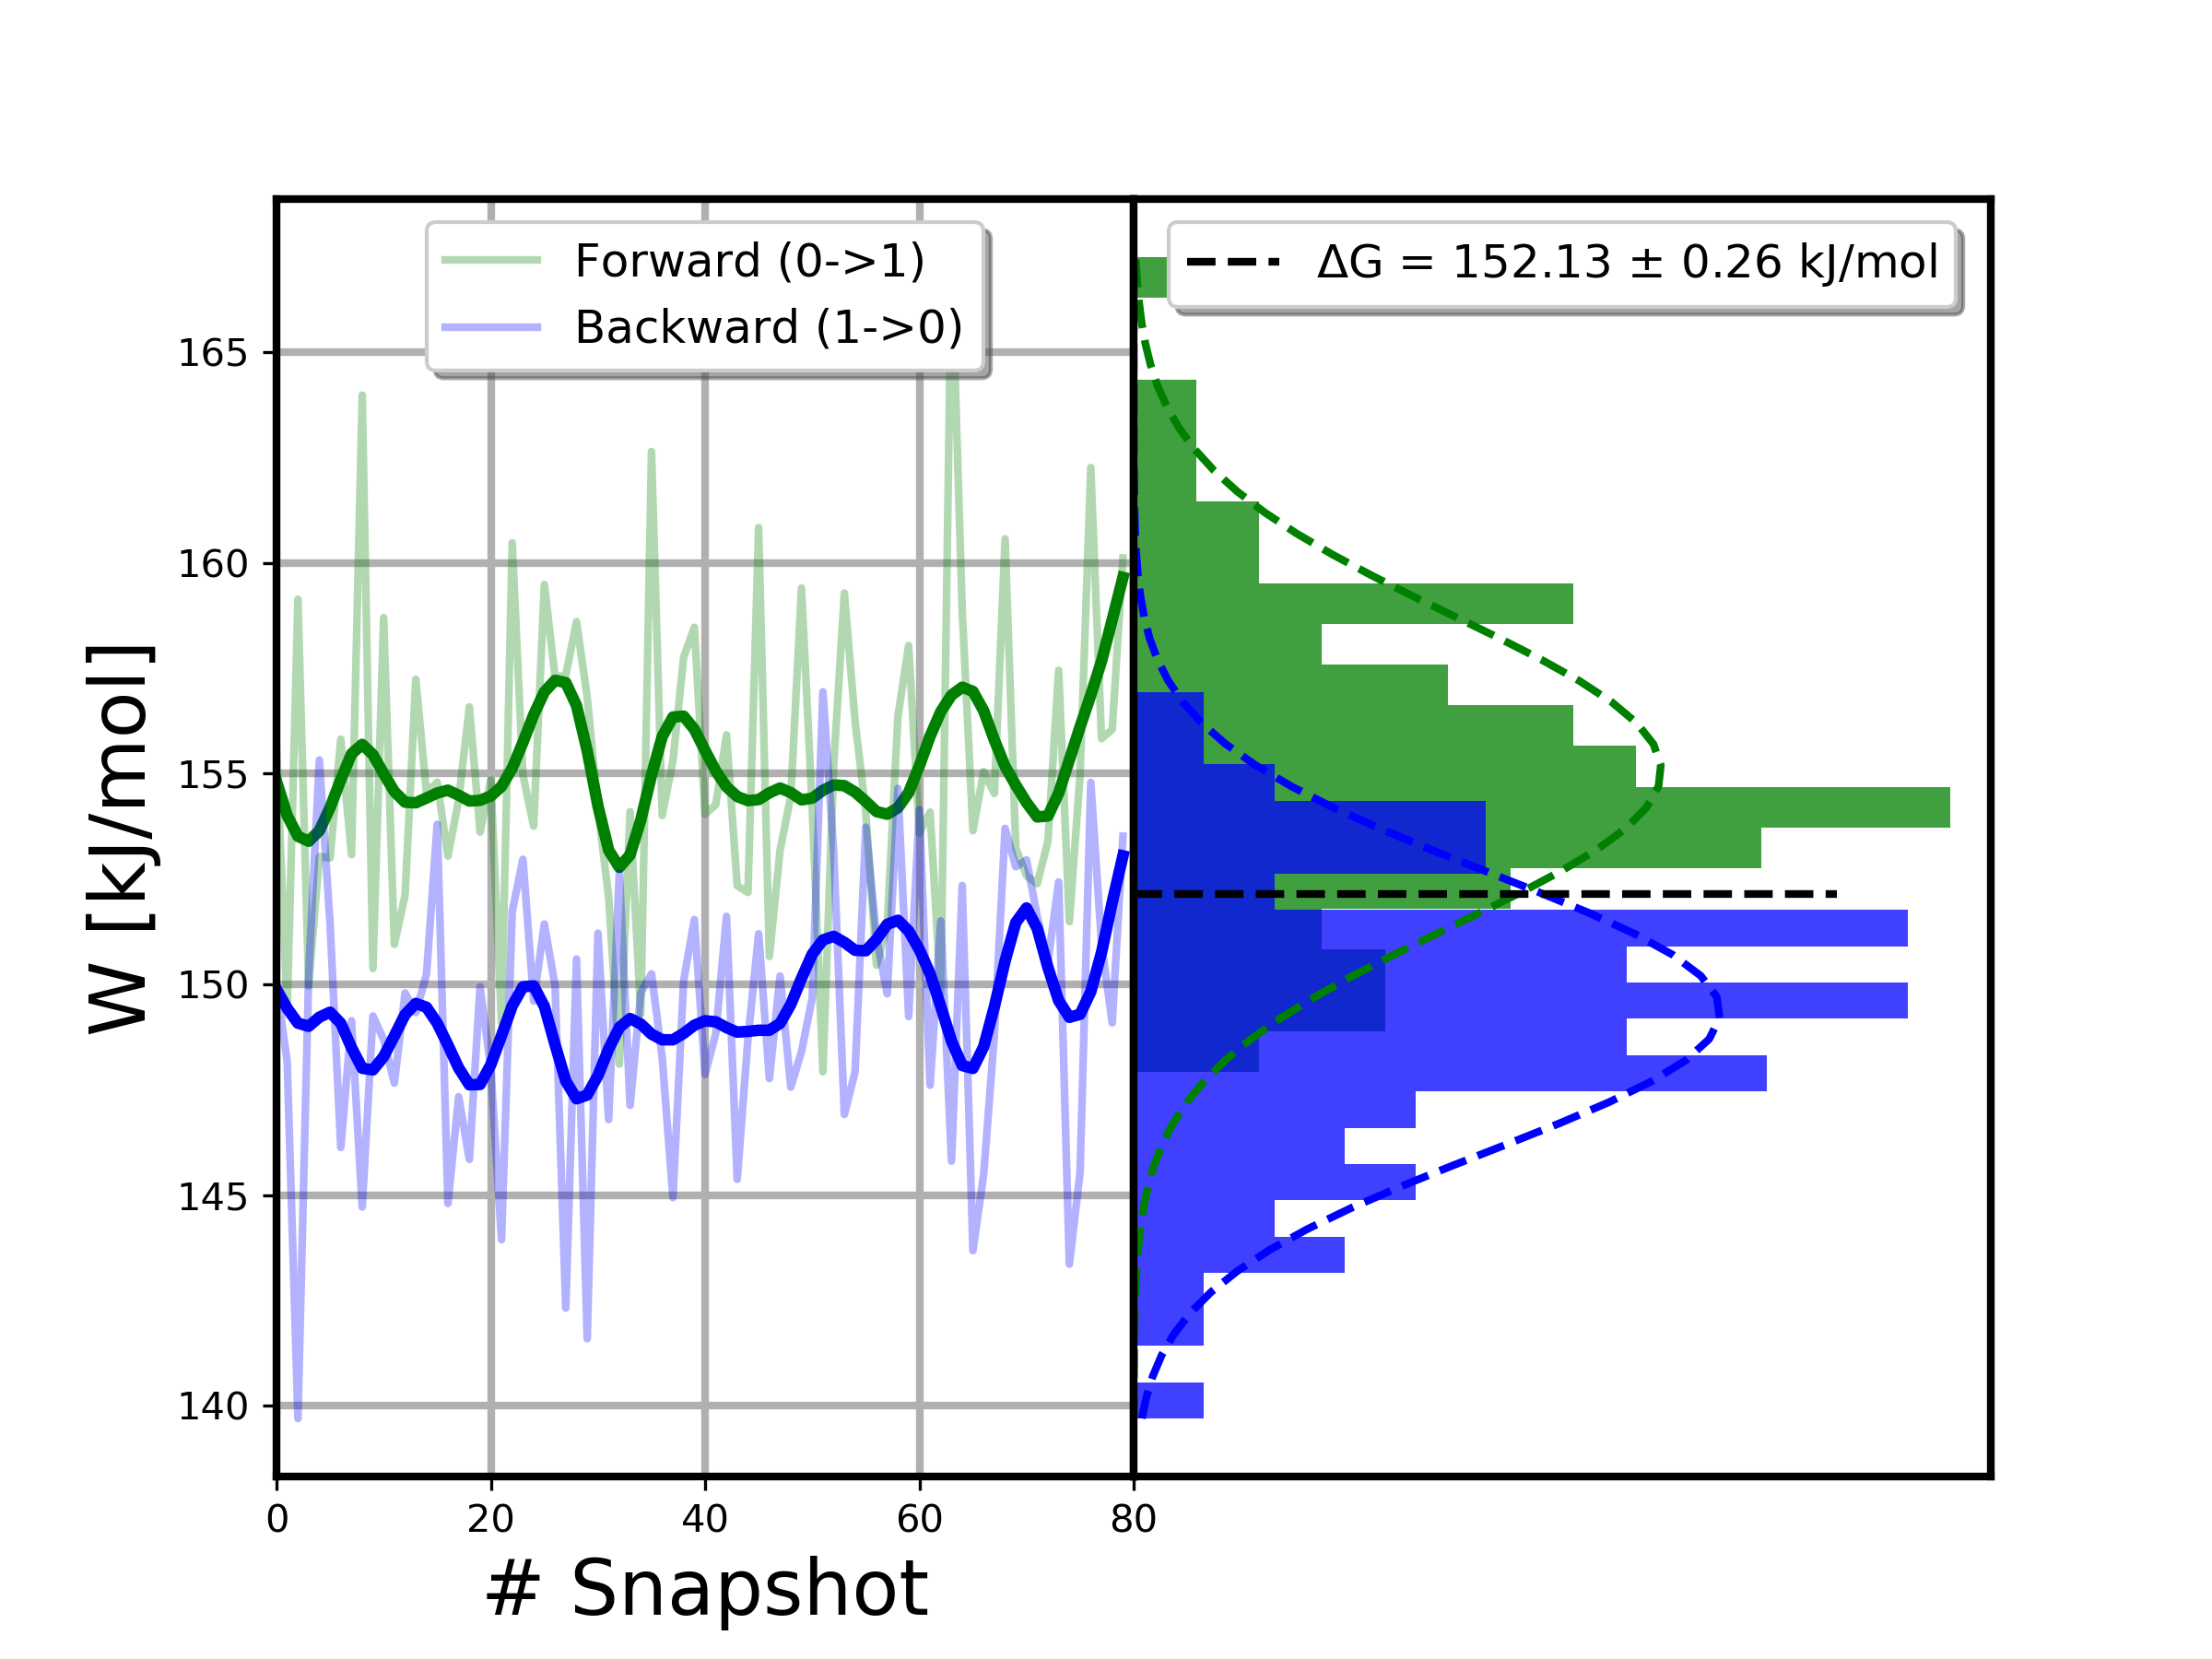 Forward (0->1)
Backward (1->0)
ΔG = 152.13 ± 0.26 kJ/mol
W [kJ/mol]
165
160
155
150
145
140
0 20 40 60 80
# Snapshot